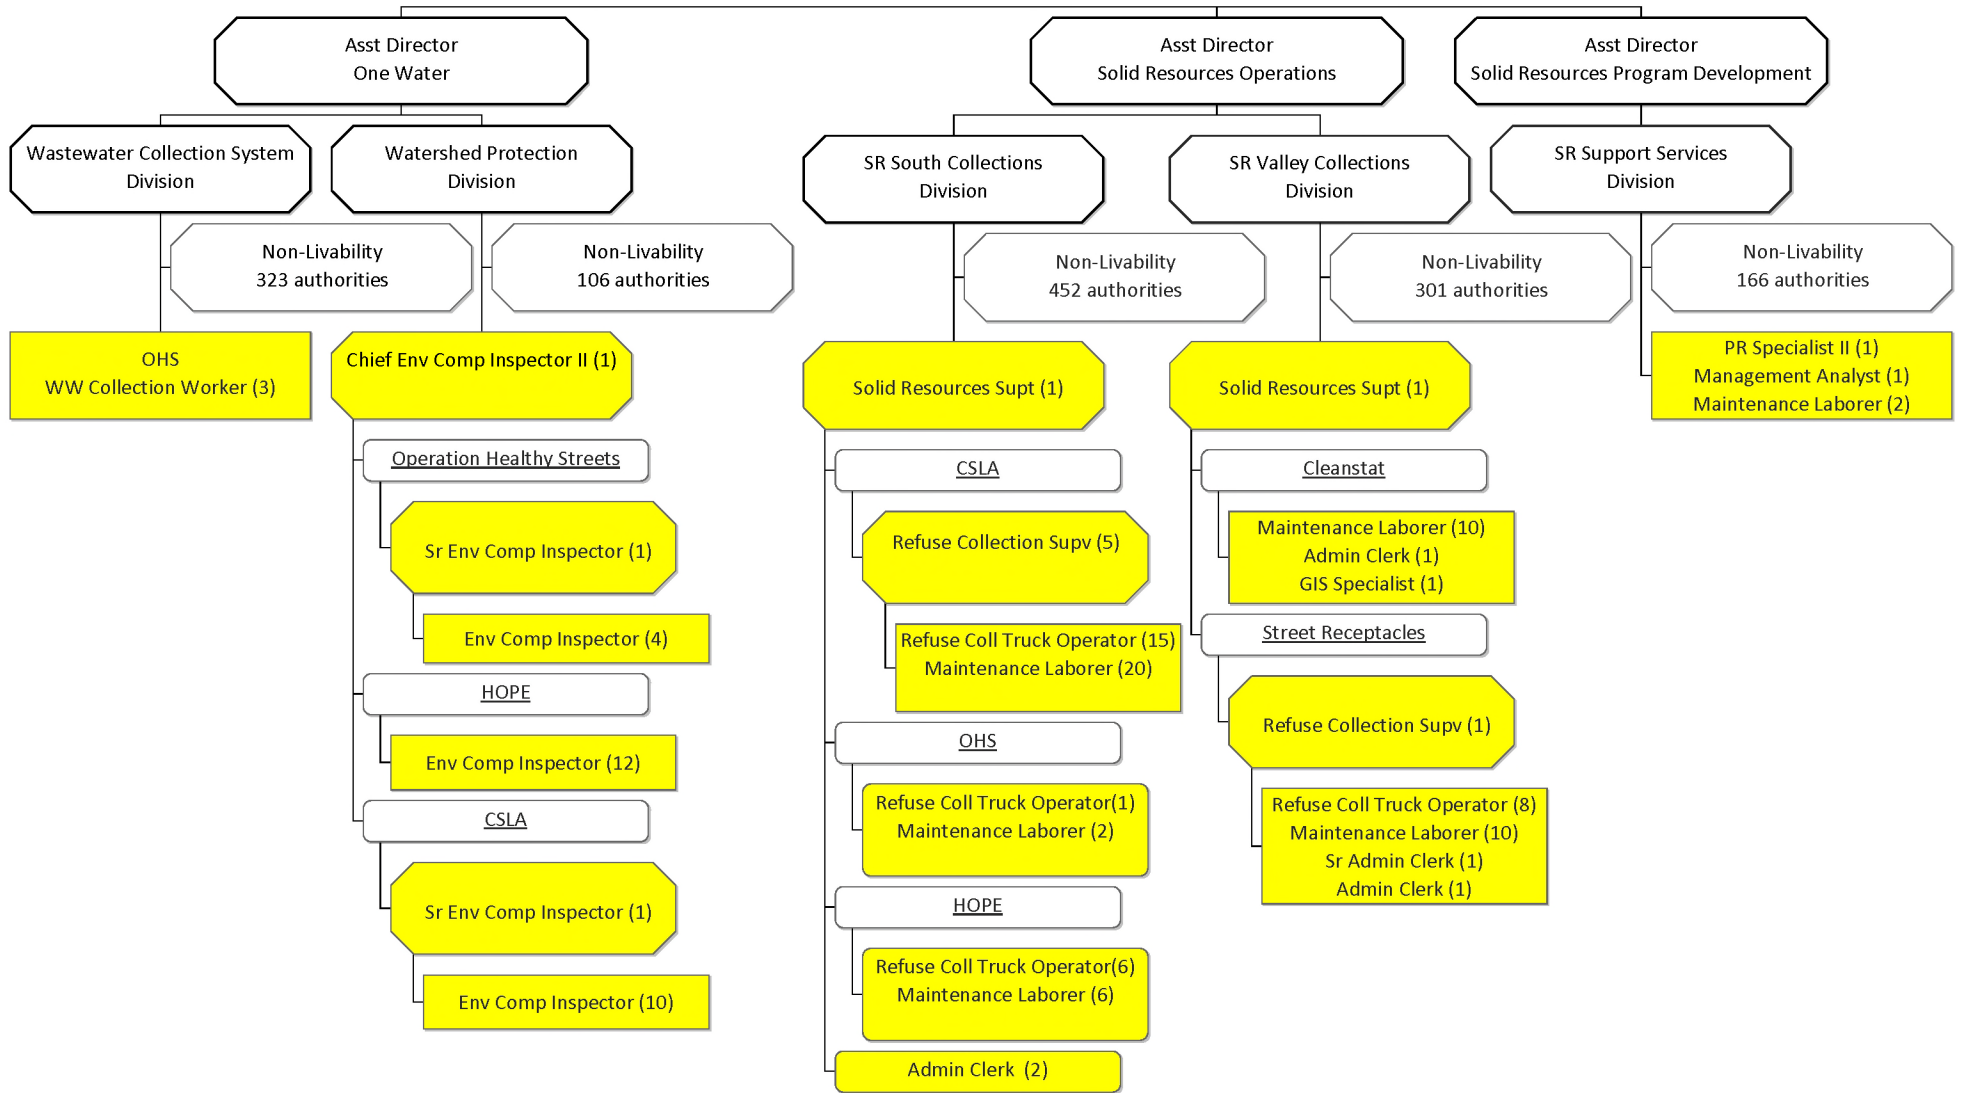 Asst Director
One Water
Asst Director
Solid Resources Operations
Asst Director
Solid Resources Program Development
Wastewater Collection System
Division
Watershed Protection
Division
SR South Collections
Division
SR Valley Collections
Division
SR Support Services
Division
Non-Livability
323 authorities
Non-Livability
106 authorities
Non-Livability
452 authorities
Non-Livability
301 authorities
Non-Livability
166 authorities
OHS
WW Collection Worker (3)
Chief Env Comp Inspector II (1)
Operation Healthy Streets
Sr Env Comp Inspector (1)
Env Comp Inspector (4)
HOPE
Env Comp Inspector (12)
CSLA
Sr Env Comp Inspector (1)
Env Comp Inspector (10)
Solid Resources Supt (1)
CSLA
Refuse Collection Supv (5)
Refuse Coll Truck Operator (15)
Maintenance Laborer (20)
OHS
Refuse Coll Truck Operator(1)
Maintenance Laborer (2)
HOPE
Refuse Coll Truck Operator(6)
Maintenance Laborer (6)
Admin Clerk  (2)
Solid Resources Supt (1)
Cleanstat
Maintenance Laborer (10)
Admin Clerk (1)
GIS Specialist (1)
Street Receptacles
Refuse Collection Supv (1)
Refuse Coll Truck Operator (8)
Maintenance Laborer (10)
Sr Admin Clerk (1)
Admin Clerk (1)
PR Specialist II (1)
Management Analyst (1)
Maintenance Laborer (2)